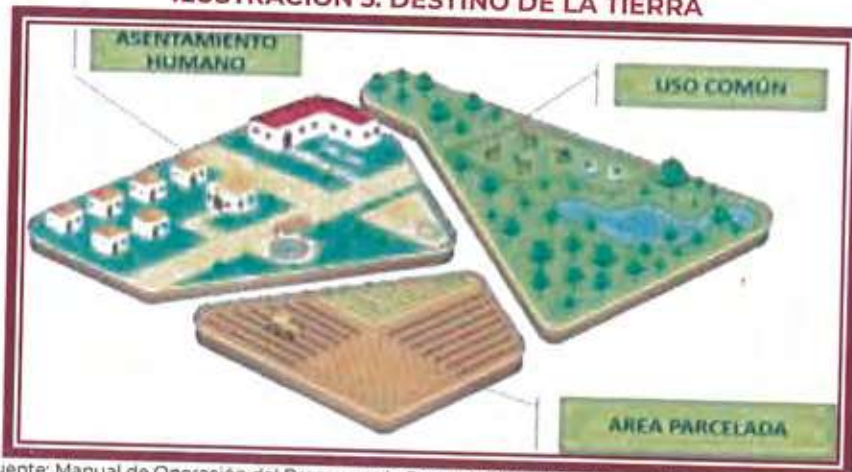 ILUSTRACIÓN 3. DESTINO DE LA TIERRA
ASENTAMIENTO
HUMANO
USO COMÚN
AREA PARCELADA
Manual de Operación del